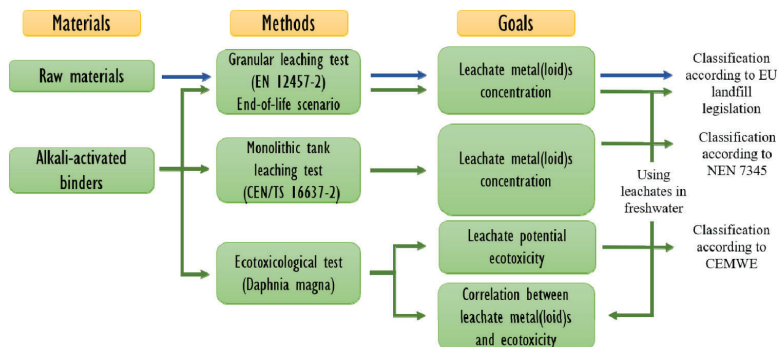 Materials
Methods
Goals
Raw materials
Granular leaching test
(EN 12457-2)
End-of-life scenario
Leachate metal(loid)s
concentration
Classification
according to EU
landfill
legislation
Alkali-activated
binders
Monolithic tank
leaching test
(CEN/TS 16637-2)
Leachate metal(loid)s
concentration
Classification
according to
NEN 7345
Using
leachates in
freshwater
Ecotoxicological test
(Daphnia magna)
Leachate potential
ecotoxicity
Classification
according to
CEMWE
Correlation between
leachate metal(loid)s
and ecotoxicity